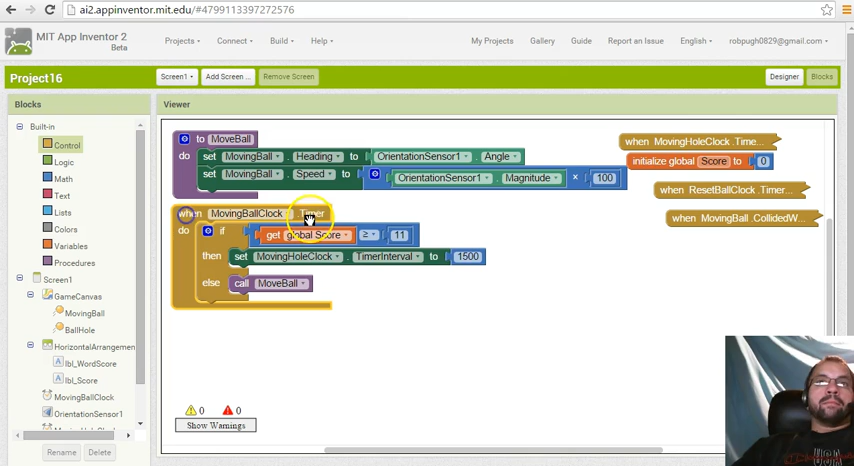 ai2.appinventor.mit.edu/#4799113397272576
MIT App Inventor 2
Beta
Projects
Connect
Build
Help
My Projects
Gallery
Guide
Report an Issue
English
robpugh0829@gmail.com
Project16
Screen1
Add Screen ...
Remove Screen
Designer
Blocks
Blocks
Viewer
Built-in
Control
Logic
Math
Text
Lists
Colors
Variables
Procedures
Screen1
GameCanvas
MovingBall
BallHole
HorizontalArrangemen
lbl_WordScore
lbl_Score
MovingBallClock
OrientationSensor1
Rename
Delete
to MoveBall
do set MovingBall . Heading to OrientationSensor1 . Angle
set MovingBall . Speed to OrientationSensor1 . Magnitude × 100
when MovingBallClock .Timer
do if get global Score ≥ 11
then set MovingHoleClock . TimerInterval to 1500
else call MoveBall
when MovingHoleClock.Time...
initialize global Score to 0
when ResetBallClock.Timer...
when MovingBall.CollidedW...
0 0
Show Warnings
USA